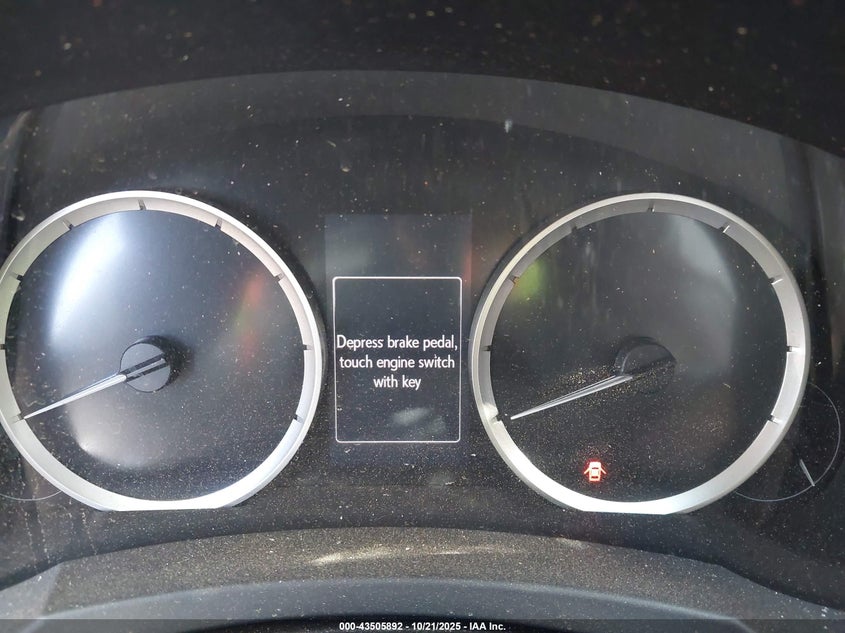 Depress brake pedal,
touch engine switch
with key
000-43505892 - 10/21/2025 - IAA Inc.